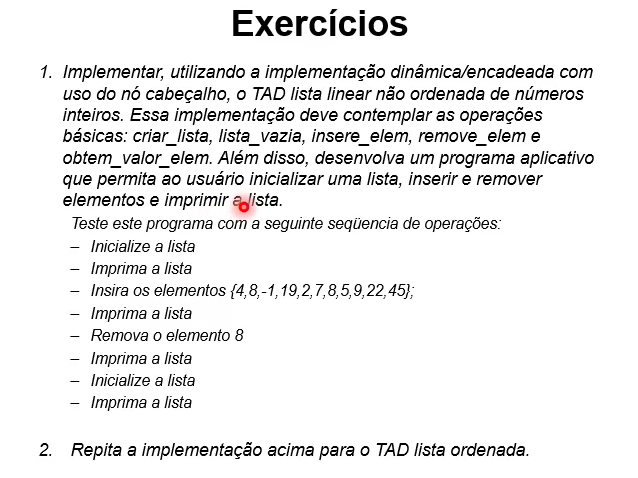 Exercícios
1. Implementar, utilizando a implementação dinâmica/encadeada com
uso do nó cabeçalho, o TAD lista linear não ordenada de números
inteiros. Essa implementação deve contemplar as operações
básicas: criar_lista, lista_vazia, insere_elem, remove_elem e
obtem_valor_elem. Além disso, desenvolva um programa aplicativo
que permita ao usuário inicializar uma lista, inserir e remover
elementos e imprimir a lista.
Teste este programa com a seguinte seqüencia de operações:
– Inicialize a lista
– Imprima a lista
– Insira os elementos {4,8,-1,19,2,7,8,5,9,22,45};
– Imprima a lista
– Remova o elemento 8
– Imprima a lista
– Inicialize a lista
– Imprima a lista
2. Repita a implementação acima para o TAD lista ordenada.